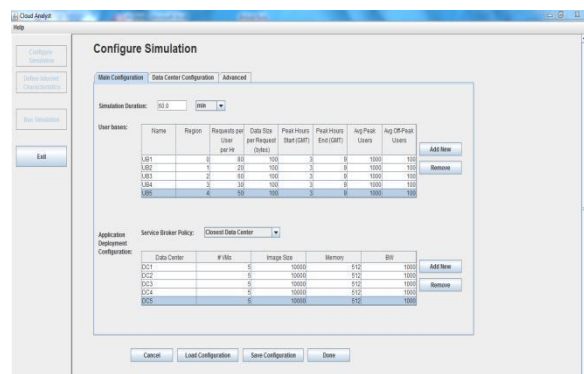 Cloud Analyst
Help
Configure Simulation
Define Internet Characteristics
Run Simulation
Exit
Configure Simulation
Main Configuration Data Center Configuration Advanced
Simulation Duration: 60.0 min
User bases:
Name Region Requests per User per Hr Data Size per Request (bytes) Peak Hours Start (GMT) Peak Hours End (GMT) Avg Peak Users Avg Off-Peak Users
UB1 0 100 3 9 1000 100
UB2 1 20 100 3 9 1000 100
UB3 2 100 3 9 1000 100
UB4 3 30 100 3 9 1000 100
UB5 4 50 100 3 9 1000 100
Add New
Remove
Application Deployment Configuration:
Service Broker Policy: Closest Data Center
Data Center # VMs Image Size Memory BW
DC1 5 10000 512 1000
DC2 5 10000 512 1000
DC3 5 10000 512 1000
DC4 5 10000 512 1000
DC5 5 10000 512 1000
Add New
Remove
Cancel Load Configuration Save Configuration Done